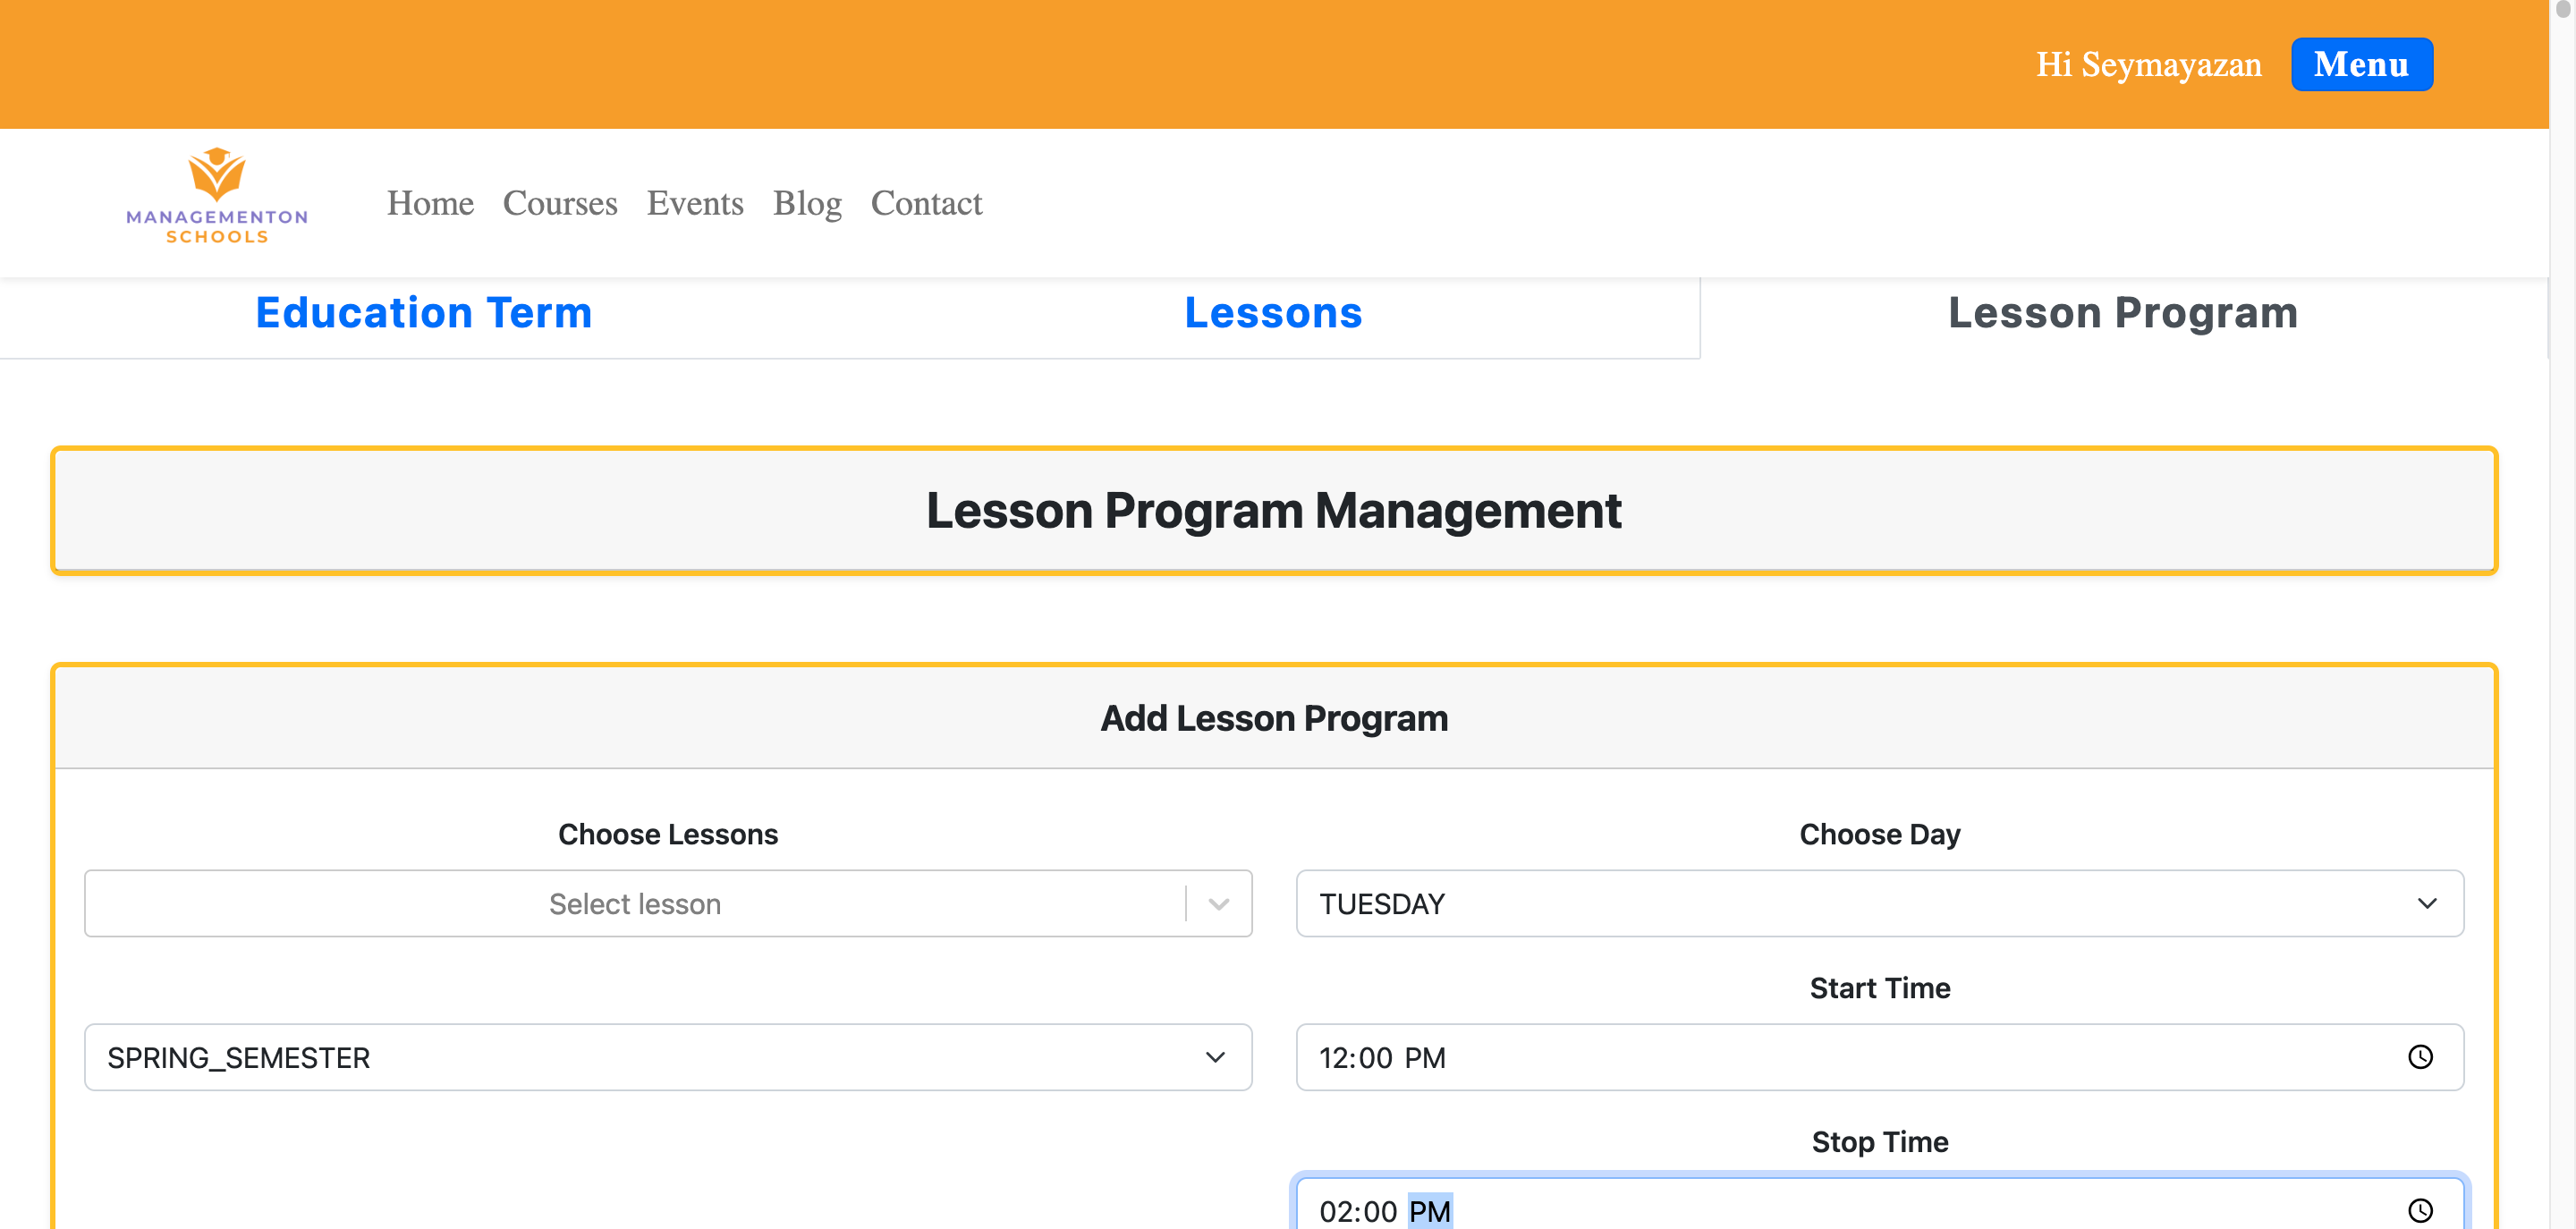 Hi Seymayazan Menu
MANAGEMENTON
SCHOOLS
Home Courses Events Blog Contact
Education Term Lessons Lesson Program
Lesson Program Management
Add Lesson Program
Choose Lessons Choose Day
Select lesson TUESDAY
Start Time
SPRING_SEMESTER 12:00 PM
Stop Time
02:00 PM